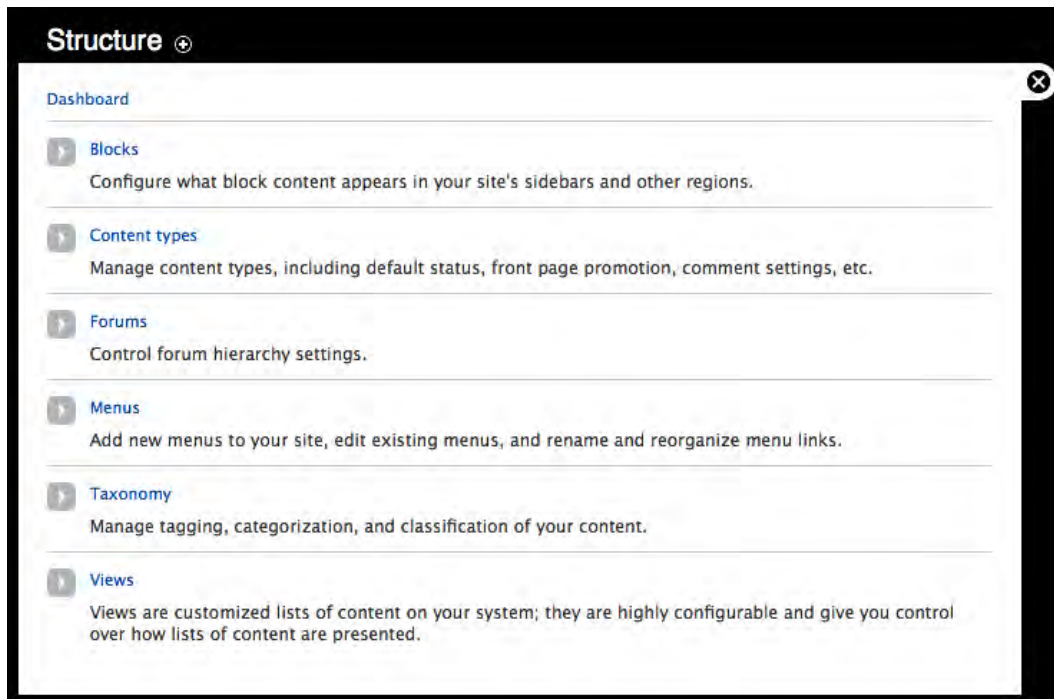 Structure
Dashboard
Blocks
Configure what block content appears in your site's sidebars and other regions.
Content types
Manage content types, including default status, front page promotion, comment settings, etc.
Forums
Control forum hierarchy settings.
Menus
Add new menus to your site, edit existing menus, and rename and reorganize menu links.
Taxonomy
Manage tagging, categorization, and classification of your content.
Views
Views are customized lists of content on your system; they are highly configurable and give you control
over how lists of content are presented.